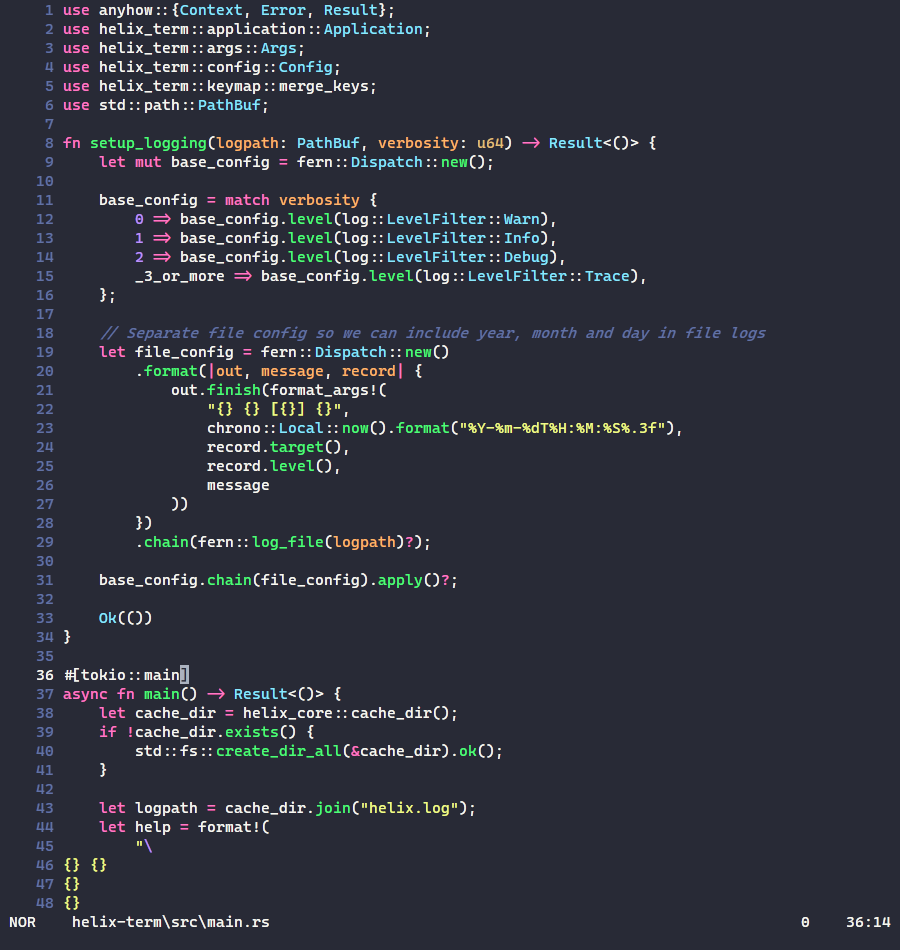 1 use anyhow::{Context, Error, Result};
2 use helix_term::application::Application;
3 use helix_term::args::Args;
4 use helix_term::config::Config;
5 use helix_term::keymap::merge_keys;
6 use std::path::PathBuf;
7
8 fn setup_logging(logpath: PathBuf, verbosity: u64) -> Result<()> {
9     let mut base_config = fern::Dispatch::new();
10
11     base_config = match verbosity {
12         0 => base_config.level(log::LevelFilter::Warn),
13         1 => base_config.level(log::LevelFilter::Info),
14         2 => base_config.level(log::LevelFilter::Debug),
15         _3_or_more => base_config.level(log::LevelFilter::Trace),
16     };
17
18     // Separate file config so we can include year, month and day in file logs
19     let file_config = fern::Dispatch::new()
20         .format(|out, message, record| {
21             out.finish(format_args!(
22                 "{} {} [{}] {}",
23                 chrono::Local::now().format("%Y-%m-%dT%H:%M:%S%.3f"),
24                 record.target(),
25                 record.level(),
26                 message
27             ))
28         })
29         .chain(fern::log_file(logpath)?);
30
31     base_config.chain(file_config).apply()?;
32
33     Ok(())
34 }
35
36 #[tokio::main]
37 async fn main() -> Result<()> {
38     let cache_dir = helix_core::cache_dir();
39     if !cache_dir.exists() {
40         std::fs::create_dir_all(&cache_dir).ok();
41     }
42
43     let logpath = cache_dir.join("helix.log");
44     let help = format!(
45         "\
46 {} {}
47 {}
48 {}
NOR helix-term\src\main.rs 0 36:14